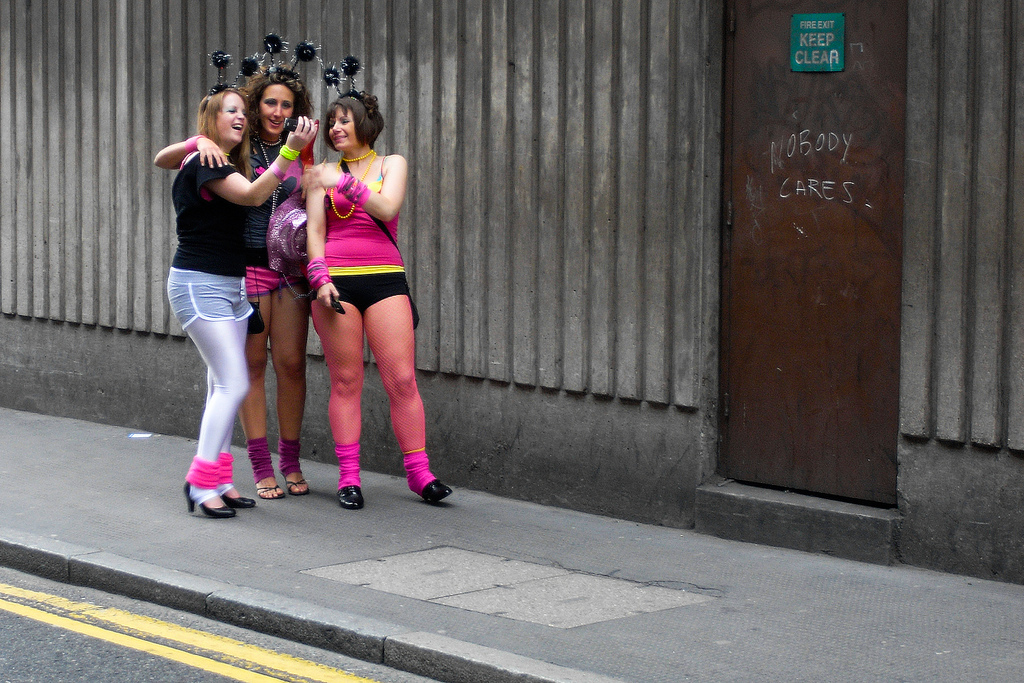 FIRE EXIT
KEEP
CLEAR
NOBODY
CARES.